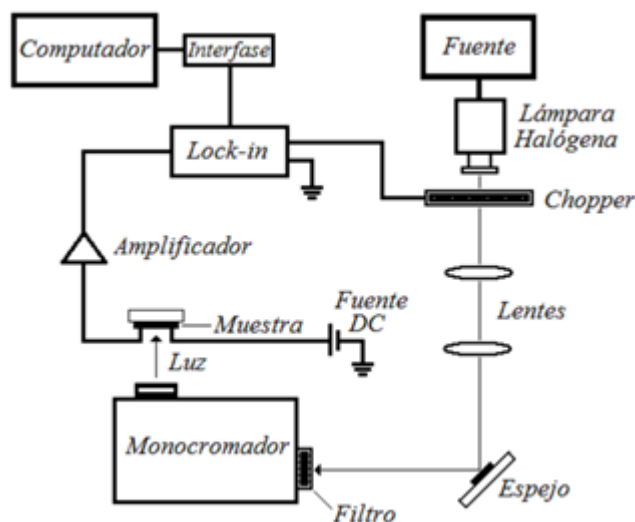 Computador
Interfase
Fuente
Lámpara
Halógena
Lock-in
Chopper
Amplificador
Fuente
DC
Muestra
Lentes
Luz
Monocromador
Espejo
Filtro